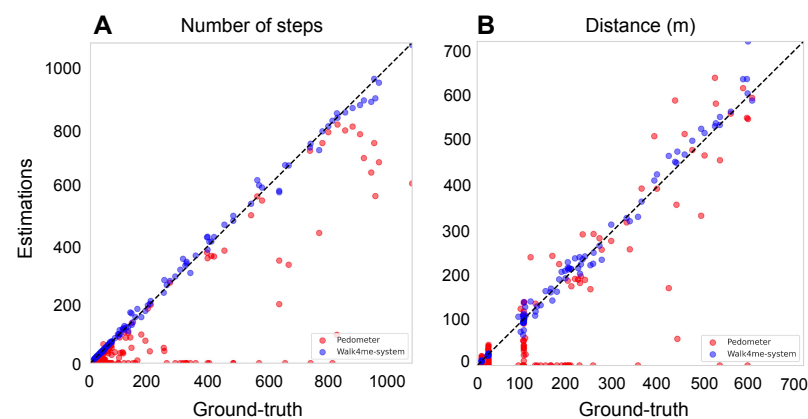 A Number of steps
1000
800
600
400
200
0
0 200 400 600 800 1000
Estimations
Ground-truth
Pedometer
Walk4me-system
B Distance (m)
700
600
500
400
300
200
100
0
0 100 200 300 400 500 600 700
Ground-truth
Pedometer
Walk4me-system